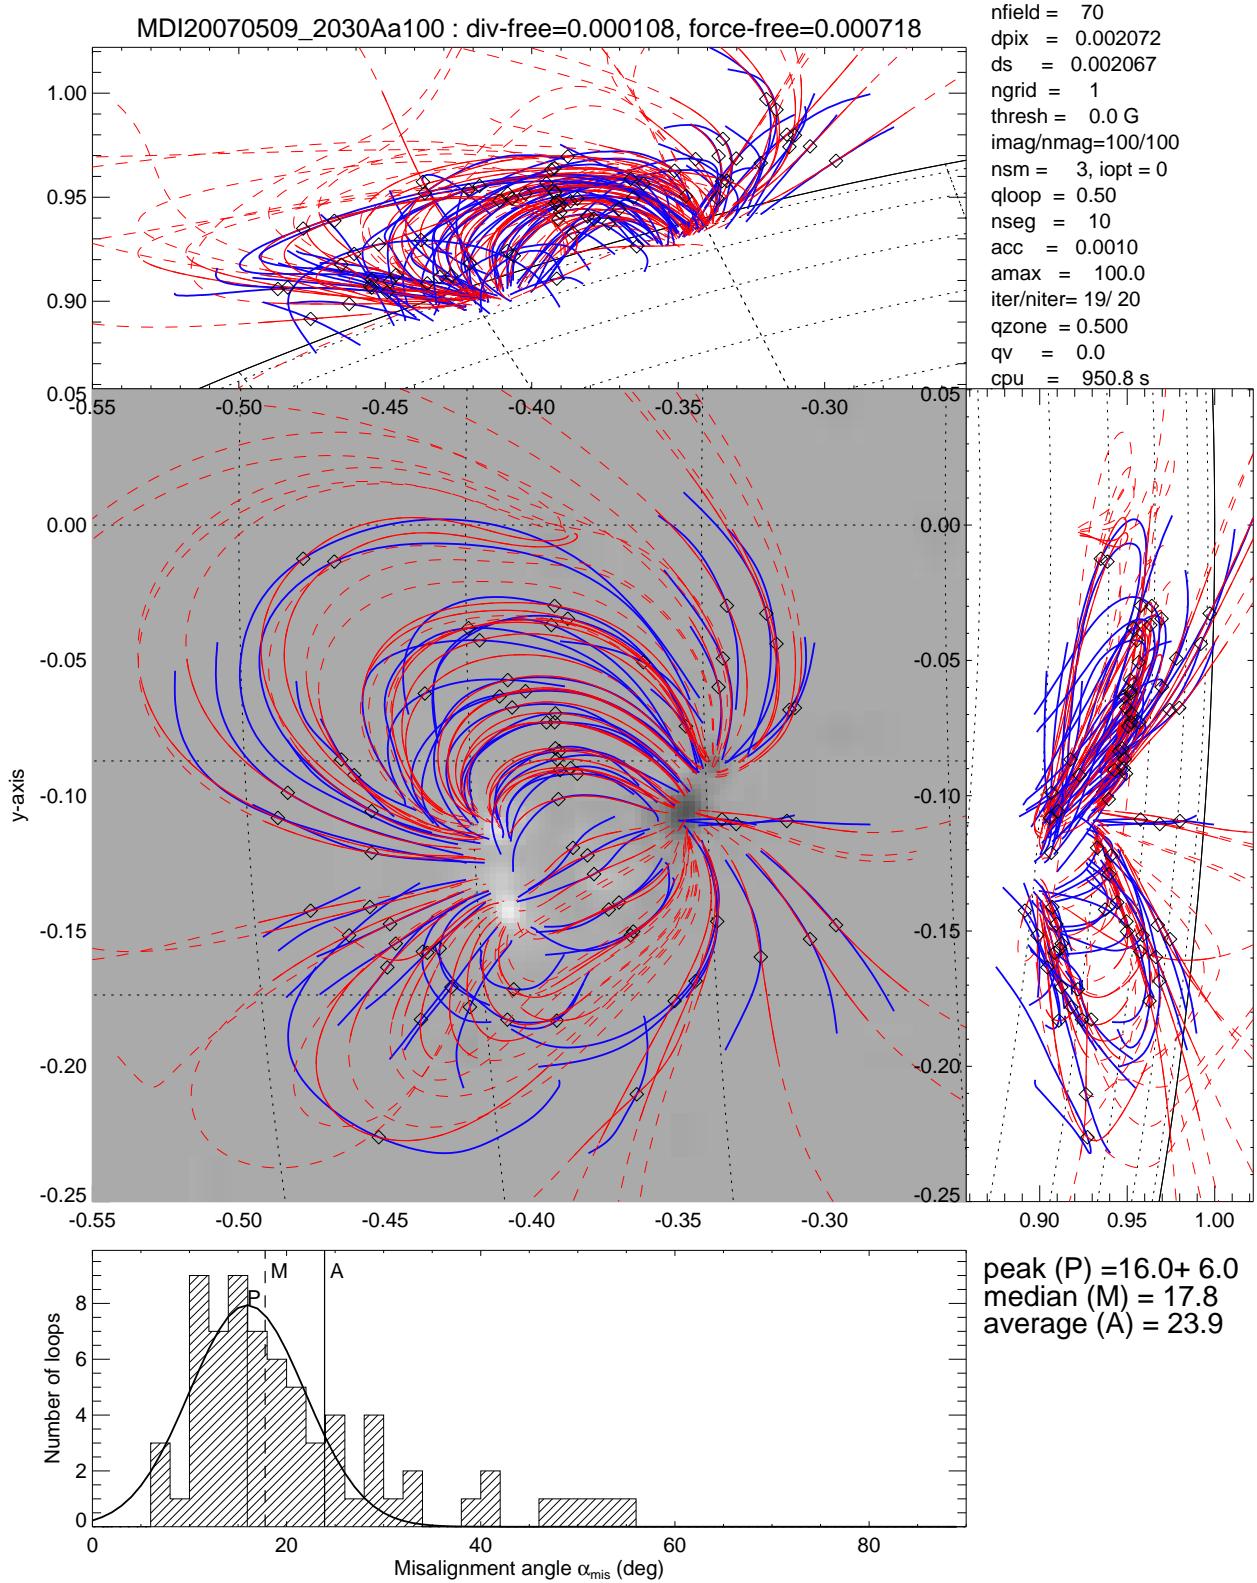 MDI20070509_2030Aa100 : div-free=0.000108, force-free=0.000718
nfield = 70
dpix = 0.002072
ds = 0.002067
ngrid = 1
thresh = 0.0 G
imag/nmag=100/100
nsm = 3, iopt = 0
qloop = 0.50
nseg = 10
acc = 0.0010
amax = 100.0
iter/niter= 19/ 20
qzone = 0.500
qv = 0.0
cpu = 950.8 s
1.00
0.95
0.90
0.05
-0.55 -0.50 -0.45 -0.40 -0.35 -0.30
0.05
0.05
0.00
0.00
-0.05
-0.05
y-axis
-0.10
-0.10
-0.15
-0.15
-0.20
-0.20
-0.25
-0.25
-0.55 -0.50 -0.45 -0.40 -0.35 -0.30
0.90 0.95 1.00
M
A
P
8
6
4
2
0
Number of loops
0 20 40 60 80
Misalignment angle α_mis (deg)
peak (P) =16.0+ 6.0
median (M) = 17.8
average (A) = 23.9